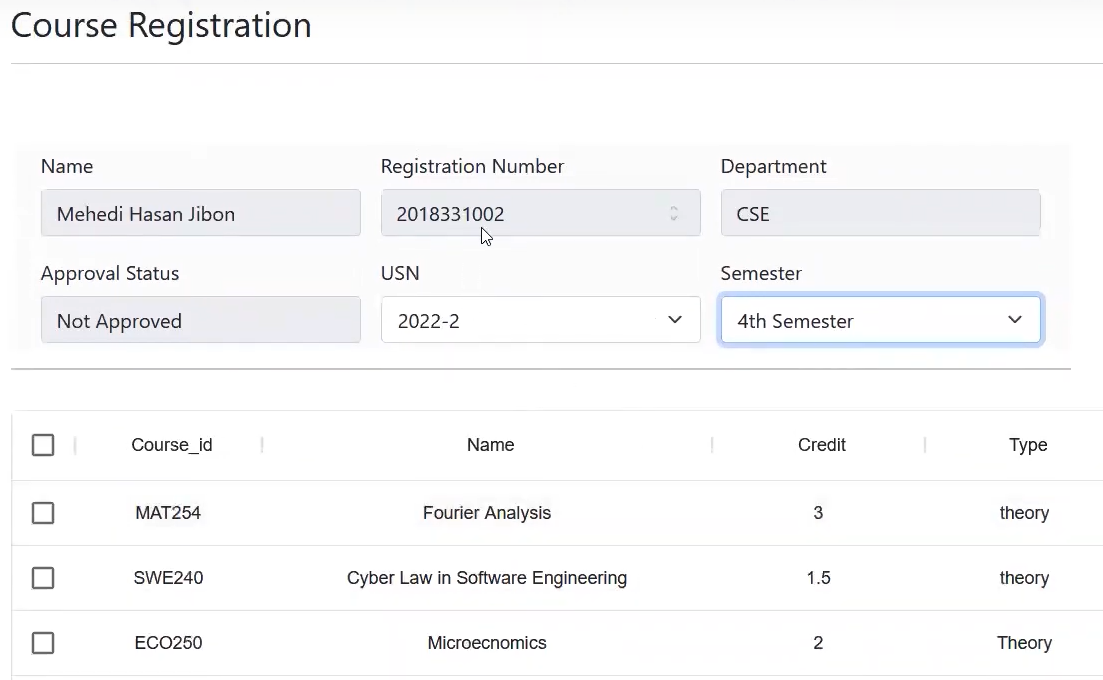 Course Registration
Name Registration Number Department
Mehedi Hasan Jibon 2018331002 CSE
Approval Status USN Semester
Not Approved 2022-2 4th Semester
Course_id Name Credit Type
MAT254 Fourier Analysis 3 theory
SWE240 Cyber Law in Software Engineering 1.5 theory
ECO250 Microecnomics 2 Theory